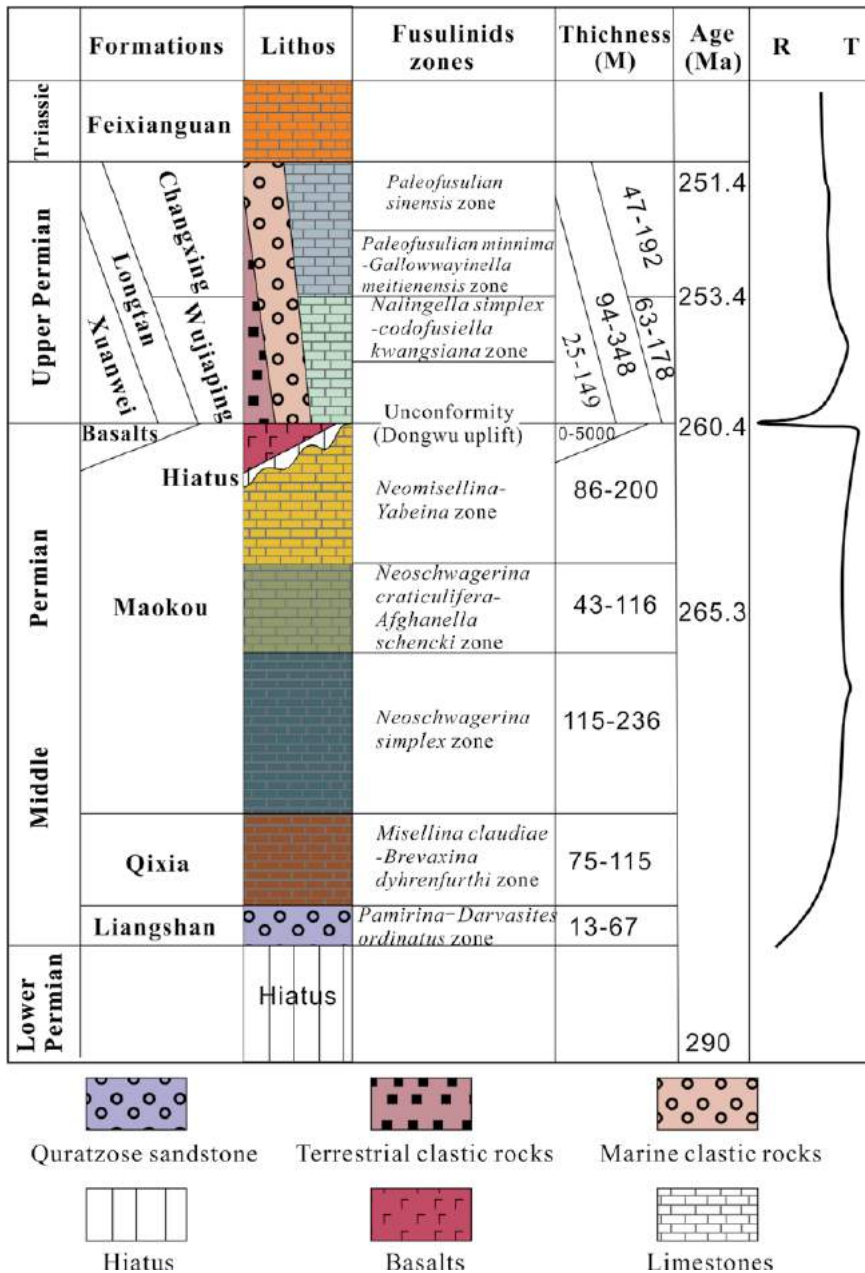 Formations
Lithos
Fusulinids
zones
Thichness
(M)
Age
(Ma)
R T
Triassic
Feixianguan
Upper Permian
Xuanwei
Longtan
Changxing
Wujiaping
Paleofusulian
sinensis zone
Paleofusulian minnima
-Gallowwayinella
meitienensis zone
Nalingella simplex
-codofusiella
kwangsiana zone
25-149
94-348
47-192
63-178
251.4
253.4
Unconformity
(Dongwu uplift)
Basalts
0-5000
260.4
Middle Permian
Hiatus
Maokou
Neomisellina-
Yabeina zone
86-200
Neoschwagerina
craticulifera-
Afghanella
schencki zone
43-116
265.3
Neoschwagerina
simplex zone
115-236
Qixia
Misellina claudiae
-Brevaxina
dyhrenfurthi zone
75-115
Liangshan
Pamirina-Darvasites
ordinatus zone
13-67
Lower
Permian
Hiatus
290
Quratzose sandstone
Terrestrial clastic rocks
Marine clastic rocks
Hiatus
Basalts
Limestones